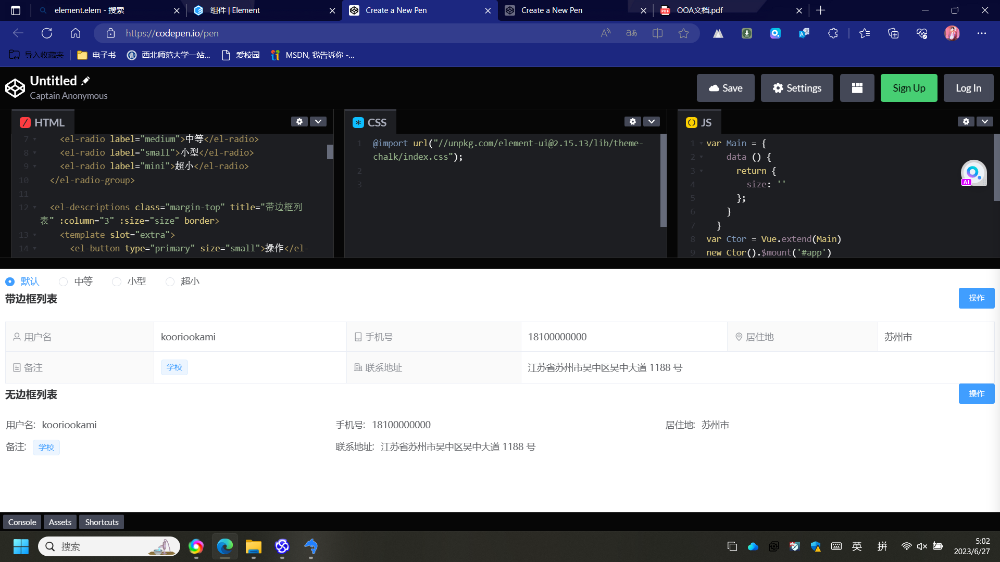 element.elem - 搜索
组件 | Element
Create a New Pen
Create a New Pen
OOA文档.pdf
https://codepen.io/pen
导入收藏夹
电子书
西北师范大学一站...
爱校园
MSDN, 我告诉你 -...
Untitled
Captain Anonymous
Save
Settings
Sign Up
Log In
HTML
7 <el-radio label="medium">中等</el-radio>
8 <el-radio label="small">小型</el-radio>
9 <el-radio label="mini">超小</el-radio>
10 </el-radio-group>
11
12 <el-descriptions class="margin-top" title="带边框列
表" :column="3" :size="size" border>
13 <template slot="extra">
14 <el-button type="primary" size="small">操作</el-
CSS
1 @import url("//unpkg.com/element-ui@2.15.13/lib/theme-
chalk/index.css");
2
3
JS
1 var Main = {
2 data () {
3 return {
4 size: ''
5 };
6 }
7 }
8 var Ctor = Vue.extend(Main)
9 new Ctor().$mount('#app')
AI
默认 中等 小型 超小
带边框列表
操作
用户名 kooriookami 手机号 18100000000 居住地 苏州市
备注 学校 联系地址 江苏省苏州市吴中区吴中大道 1188 号
无边框列表
操作
用户名: kooriookami 手机号: 18100000000 居住地: 苏州市
备注: 学校 联系地址: 江苏省苏州市吴中区吴中大道 1188 号
Console
Assets
Shortcuts
搜索
英
拼
5:02
2023/6/27